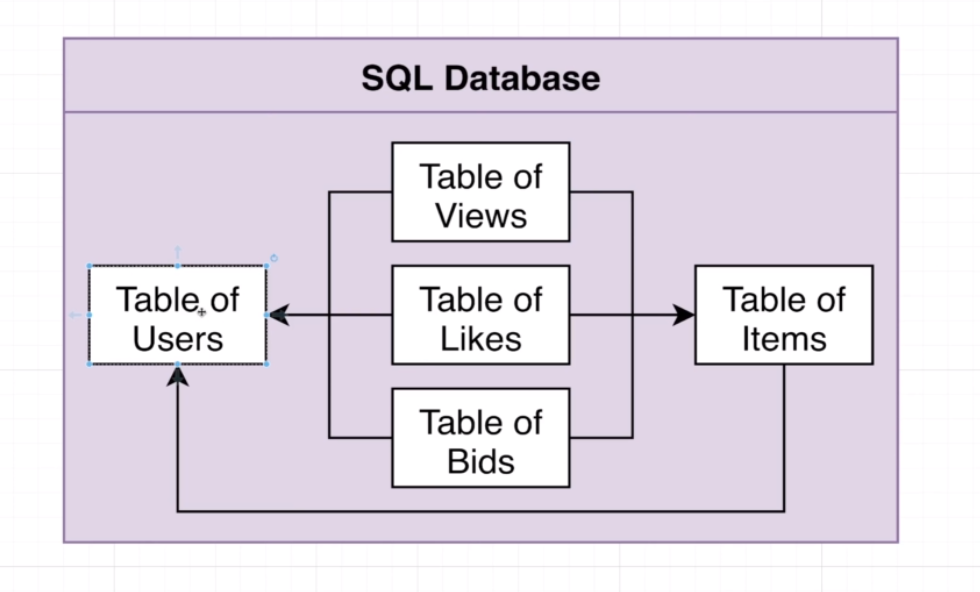 SQL Database
Table of
Views
Table of
Users
Table of
Likes
Table of
Items
Table of
Bids